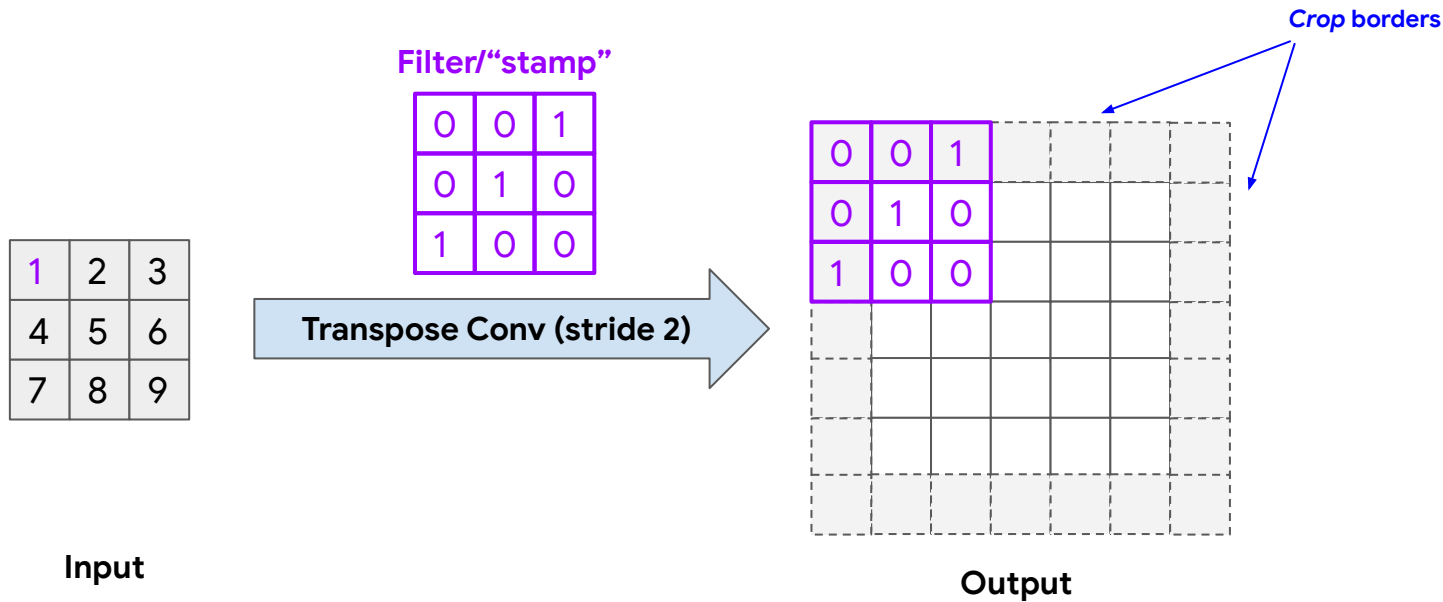 Crop borders
Filter/“stamp”
0 0 1
0 1 0
1 0 0
1 2 3
4 5 6
7 8 9
Transpose Conv (stride 2)
0 0 1
0 1 0
1 0 0
Input
Output